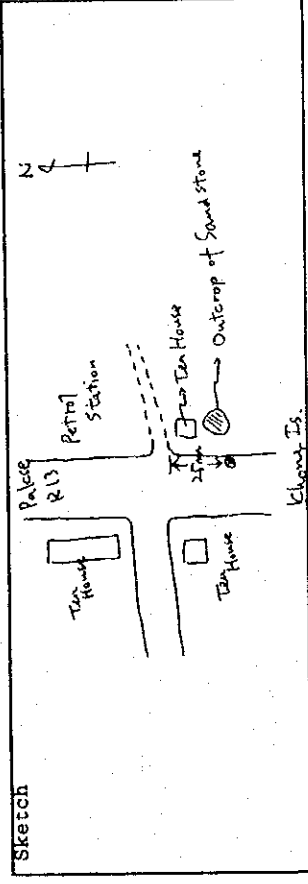 Sketch
N
Palace
R13
Petrol
Station
Tea
House
→ Tea House
25m
→ Outcrop of Sandstone
Tea
House
Khong Is.